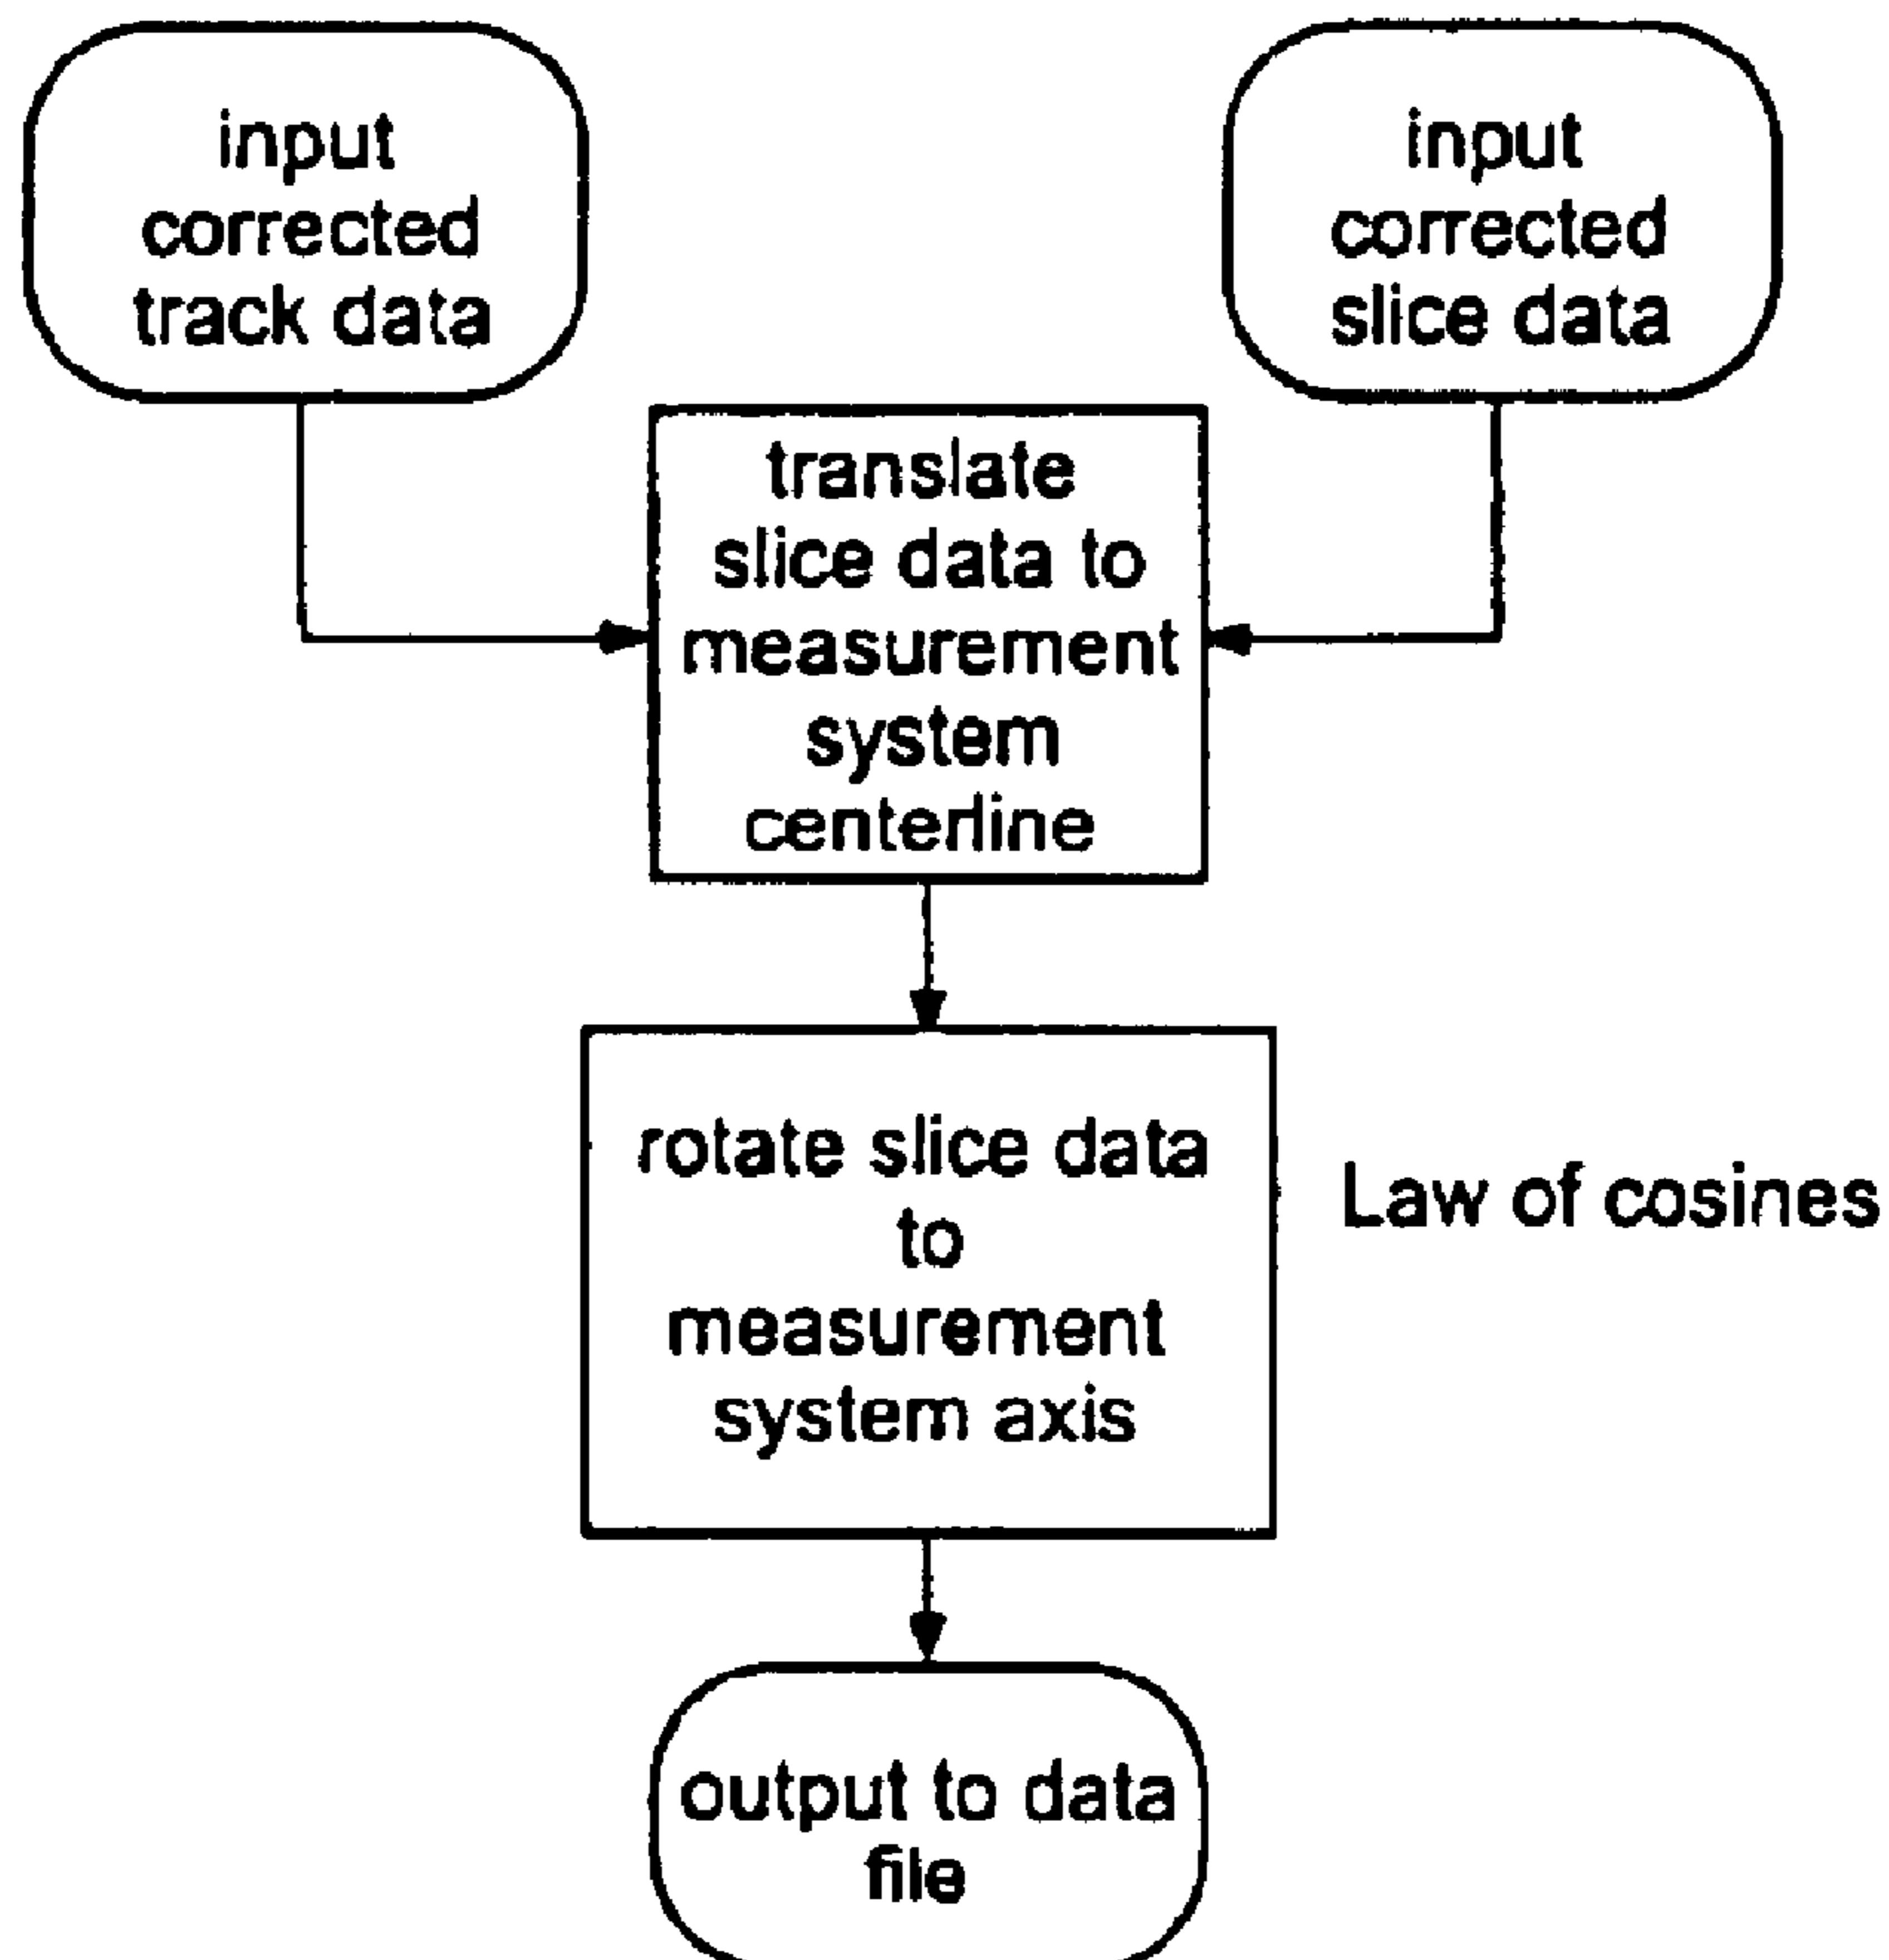 input
corrected
track data
input
corrected
slice data
translate
slice data to
measurement
system
centerline
rotate slice data
to
measurement
system axis
Law of cosines
output to data
file